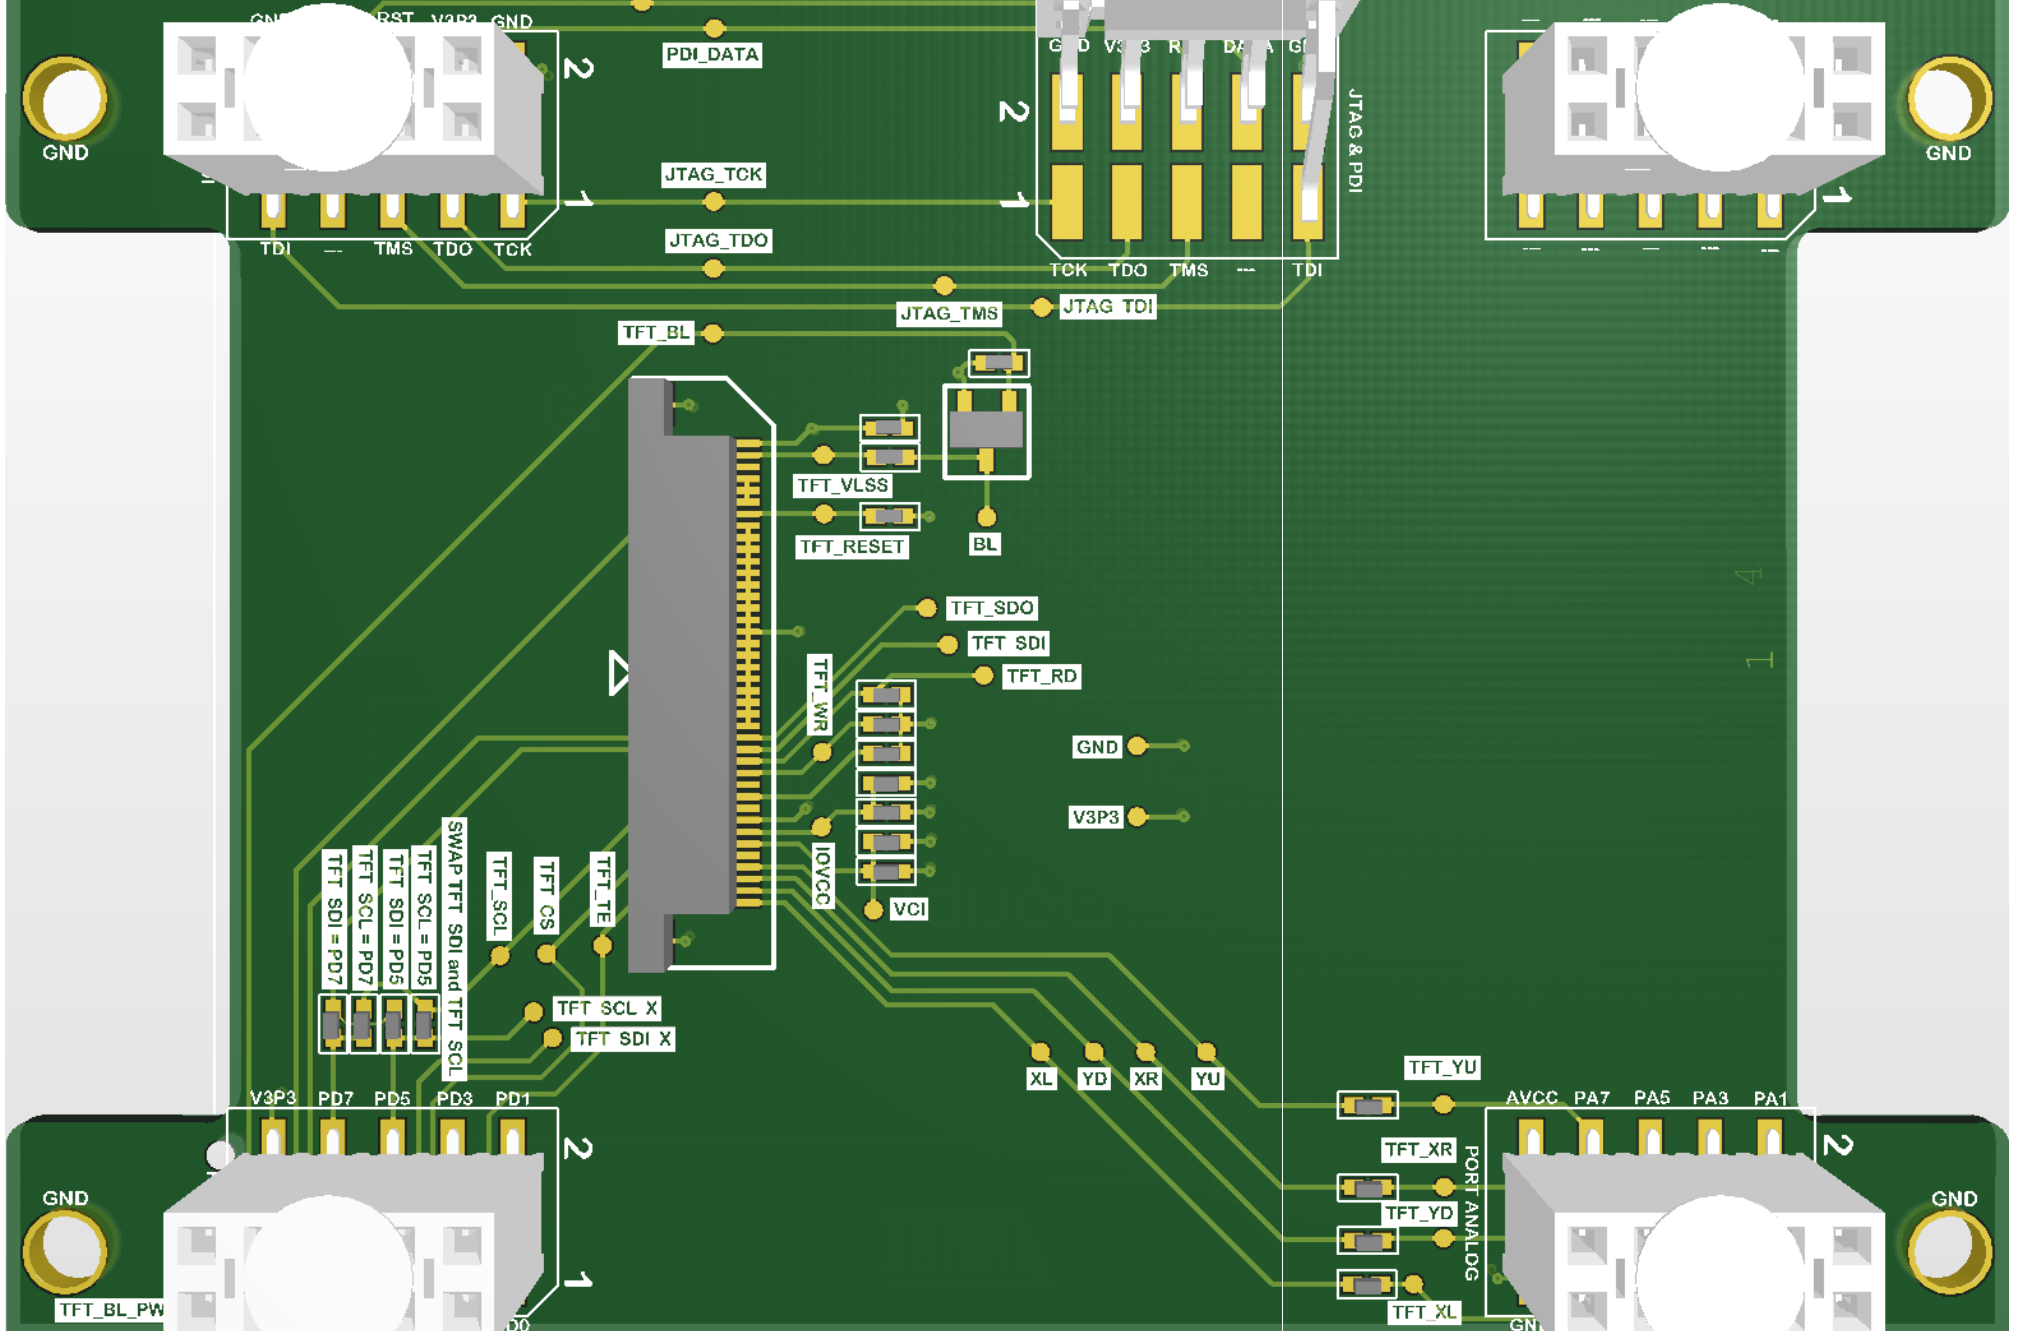 RST V3P3 GND
PDI_DATA
2
GND
JTAG_TCK
1
JTAG_TDO
TDI --- TMS TDO TCK
2
1
JTAG & PDI
TCK DO TMS --- TDI
JTAG_TMS
JTAG TDI
GND
1
--- --- --- --- ---
TFT_BL
TFT_VLSS
TFT_RESET
BL
4
1
TFT_SDO
TFT SDI
TFT_RD
TFT_WR
GND
V3P3
IOVCC
VCI
TFT SDI = PD7
TFT SCL = PD7
TFT SDI = PD5
TFT SCL = PD5
SWAP TFT SDI and TFT SCL
TFT_SCL
TFT CS
TFT_TE
TFT SCL X
TFT SDI X
XL YD XR YU
TFT_YU
V3P3 PD7 PD5 PD3 PD1
AVCC PA7 PA5 PA3 PA1
2
2
TFT_XR
PORT ANALOG
GND
GND
TFT_YD
1
TFT_BL_PW
TFT_XL